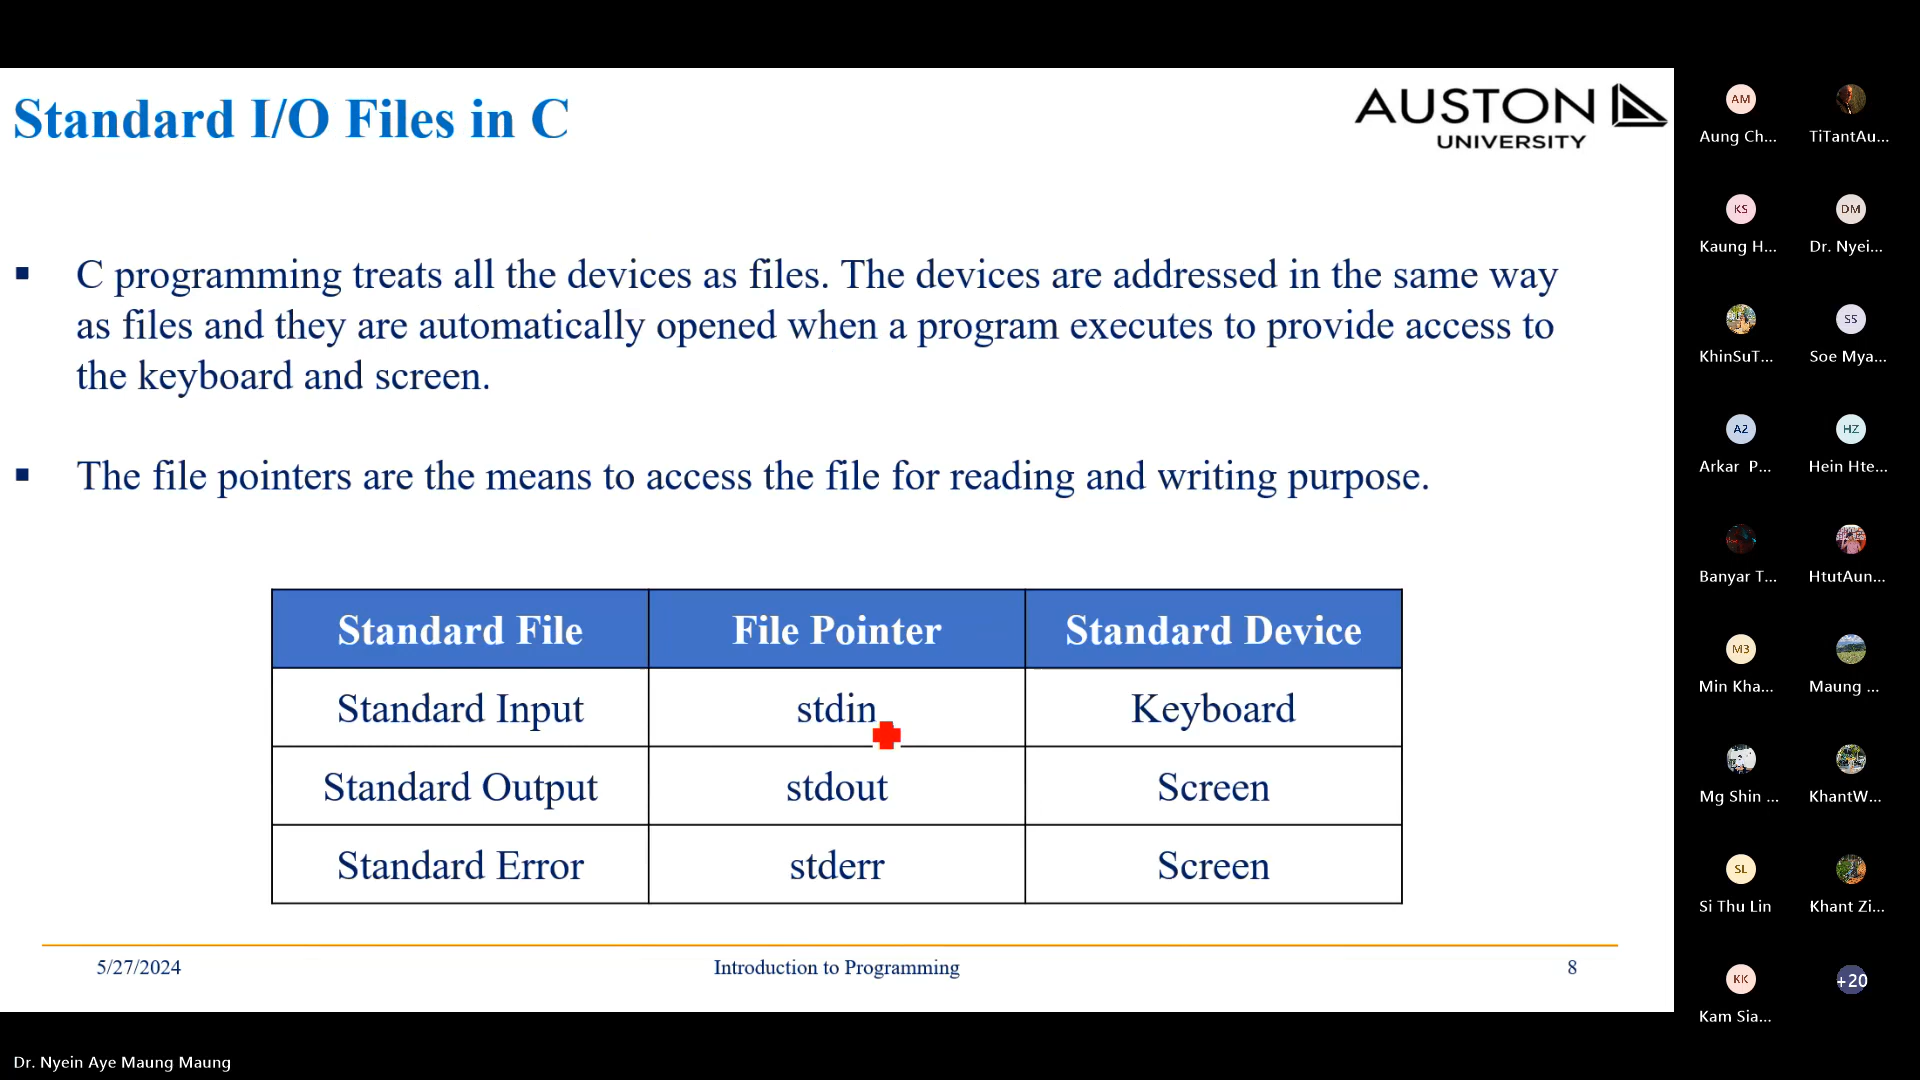 Standard I/O Files in C
AUSTON
UNIVERSITY
▪ C programming treats all the devices as files. The devices are addressed in the same way
as files and they are automatically opened when a program executes to provide access to
the keyboard and screen.
▪ The file pointers are the means to access the file for reading and writing purpose.
Standard File File Pointer Standard Device
Standard Input stdin Keyboard
Standard Output stdout Screen
Standard Error stderr Screen
5/27/2024 Introduction to Programming 8
AM
Aung Ch... TiTantAu...
KS DM
Kaung H... Dr. Nyei...
SS
KhinSuT... Soe Mya...
A2 HZ
Arkar P... Hein Hte...
Banyar T... HtutAun...
M3
Min Kha... Maung ...
Mg Shin ... KhantW...
SL
Si Thu Lin Khant Zi...
KK +20
Kam Sia...
Dr. Nyein Aye Maung Maung